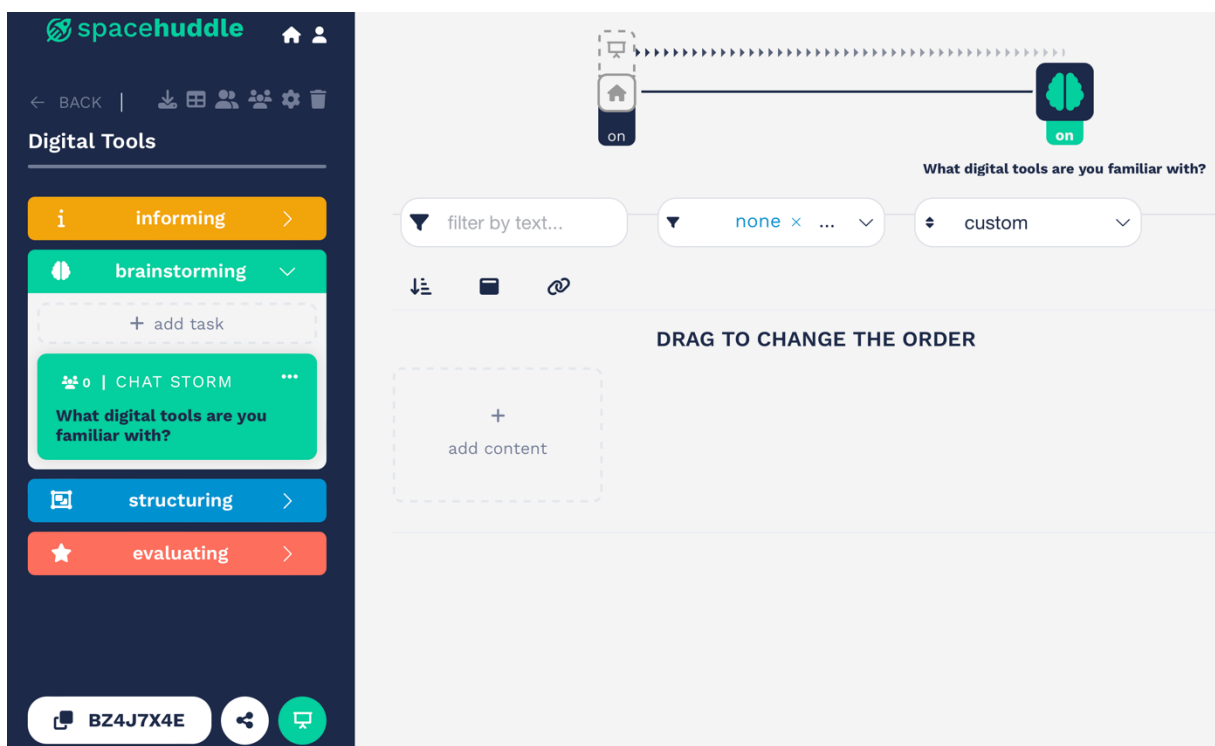 spacehuddle
BACK |
Digital Tools
i informing
brainstorming
+ add task
0 | CHAT STORM ...
What digital tools are you
familiar with?
structuring
evaluating
BZ4J7X4E
on
on
What digital tools are you familiar with?
filter by text...
none × ...
custom
DRAG TO CHANGE THE ORDER
+
add content